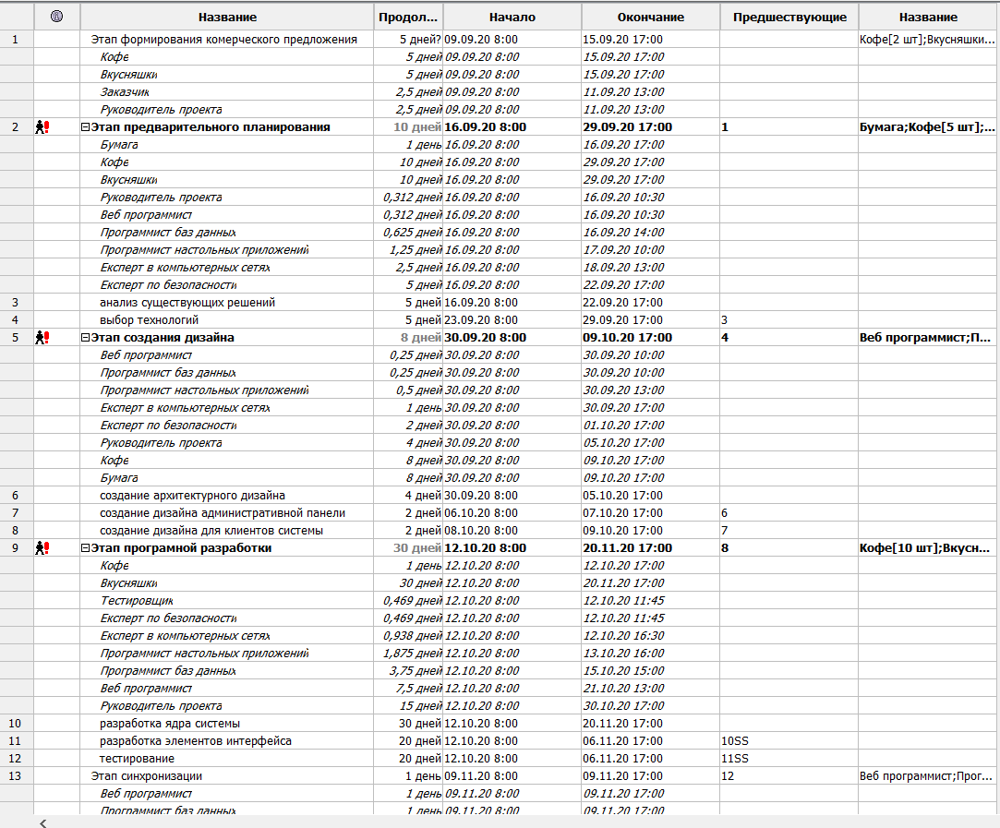 Название Продол... Начало Окончание Предшествующие Название
1 Этап формирования комерческого предложения 5 дней? 09.09.20 8:00 15.09.20 17:00 Кофе[2 шт];Вкусняшки...
Кофе 5 дней 09.09.20 8:00 15.09.20 17:00
Вкусняшки 5 дней 09.09.20 8:00 15.09.20 17:00
Заказчик 2,5 дней 09.09.20 8:00 11.09.20 13:00
Руководитель проекта 2,5 дней 09.09.20 8:00 11.09.20 13:00
2 Этап предварительного планирования 10 дней 16.09.20 8:00 29.09.20 17:00 1 Бумага;Кофе[5 шт];...
Бумага 1 день 16.09.20 8:00 16.09.20 17:00
Кофе 10 дней 16.09.20 8:00 29.09.20 17:00
Вкусняшки 10 дней 16.09.20 8:00 29.09.20 17:00
Руководитель проекта 0,312 дней 16.09.20 8:00 16.09.20 10:30
Веб программист 0,312 дней 16.09.20 8:00 16.09.20 10:30
Программист баз данных 0,625 дней 16.09.20 8:00 16.09.20 14:00
Программист настольных приложений 1,25 дней 16.09.20 8:00 17.09.20 10:00
Експерт в компьютерных сетях 2,5 дней 16.09.20 8:00 18.09.20 13:00
Експерт по безопасности 5 дней 16.09.20 8:00 22.09.20 17:00
3 анализ существующих решений 5 дней 16.09.20 8:00 22.09.20 17:00
4 выбор технологий 5 дней 23.09.20 8:00 29.09.20 17:00 3
5 Этап создания дизайна 8 дней 30.09.20 8:00 09.10.20 17:00 4 Веб программист;П...
Веб программист 0,25 дней 30.09.20 8:00 30.09.20 10:00
Программист баз данных 0,25 дней 30.09.20 8:00 30.09.20 10:00
Программист настольных приложений 0,5 дней 30.09.20 8:00 30.09.20 13:00
Експерт в компьютерных сетях 1 день 30.09.20 8:00 30.09.20 17:00
Експерт по безопасности 2 дней 30.09.20 8:00 01.10.20 17:00
Руководитель проекта 4 дней 30.09.20 8:00 05.10.20 17:00
Кофе 8 дней 30.09.20 8:00 09.10.20 17:00
Бумага 8 дней 30.09.20 8:00 09.10.20 17:00
6 создание архитектурного дизайна 4 дней 30.09.20 8:00 05.10.20 17:00
7 создание дизайна административной панели 2 дней 06.10.20 8:00 07.10.20 17:00 6
8 создание дизайна для клиентов системы 2 дней 08.10.20 8:00 09.10.20 17:00 7
9 Этап програмной разработки 30 дней 12.10.20 8:00 20.11.20 17:00 8 Кофе[10 шт];Вкусн...
Кофе 1 день 12.10.20 8:00 12.10.20 17:00
Вкусняшки 30 дней 12.10.20 8:00 20.11.20 17:00
Тестировщик 0,469 дней 12.10.20 8:00 12.10.20 11:45
Експерт по безопасности 0,469 дней 12.10.20 8:00 12.10.20 11:45
Експерт в компьютерных сетях 0,938 дней 12.10.20 8:00 12.10.20 16:30
Программист настольных приложений 1,875 дней 12.10.20 8:00 13.10.20 16:00
Программист баз данных 3,75 дней 12.10.20 8:00 15.10.20 15:00
Веб программист 7,5 дней 12.10.20 8:00 21.10.20 13:00
Руководитель проекта 15 дней 12.10.20 8:00 30.10.20 17:00
10 разработка ядра системы 30 дней 12.10.20 8:00 20.11.20 17:00
11 разработка элементов интерфейса 20 дней 12.10.20 8:00 06.11.20 17:00 10SS
12 тестирование 20 дней 12.10.20 8:00 06.11.20 17:00 11SS
13 Этап синхронизации 1 день 09.11.20 8:00 09.11.20 17:00 12 Веб программист;Прог...
Веб программист 1 день 09.11.20 8:00 09.11.20 17:00
Программист баз данных 1 день 09.11.20 8:00 09.11.20 17:00